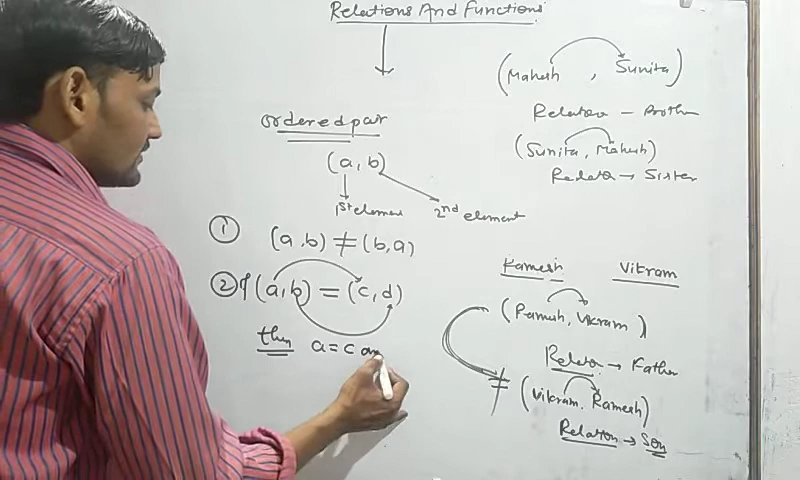 Relations And Functions
ordered pair
(a, b)
1st element 2nd element
① (a, b) ≠ (b, a)
② If (a, b) = (c, d)
then a = c an
(Mahesh, Sunita)
Relation - Brother
(Sunita, Mahesh)
Relation → Sister
Ramesh Vikram
(Ramesh, Vikram)
Relation → Father
≠ (Vikram, Ramesh)
Relation → Son